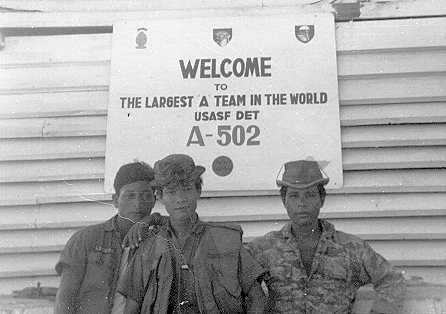 WELCOME
TO
THE LARGEST A TEAM IN THE WORLD
USASF DET
A-502